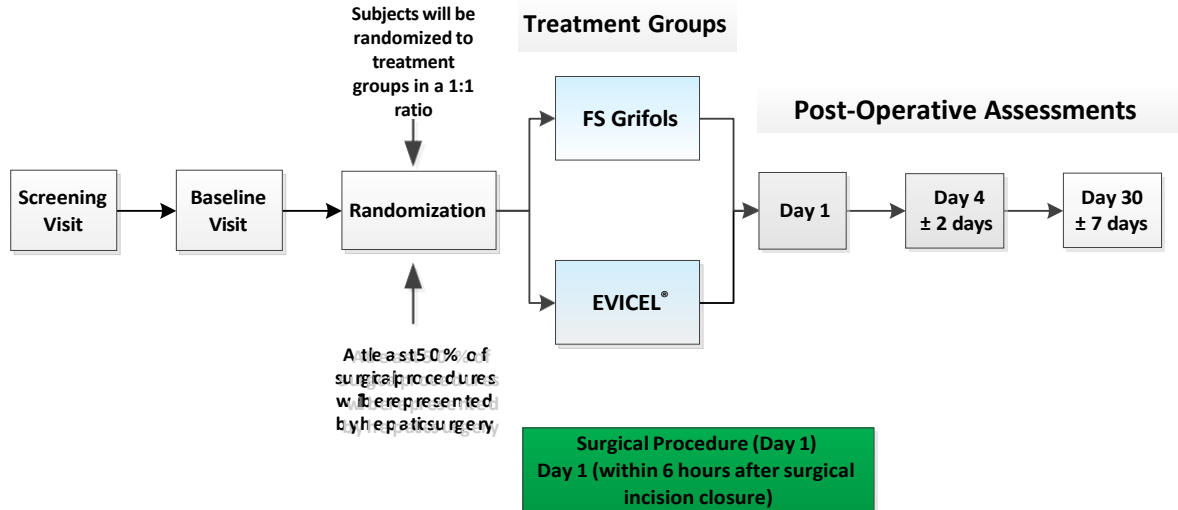 Subjects will be
randomized to
treatment
groups in a 1:1
ratio
Treatment Groups
FS Grifols
Post-Operative Assessments
Screening
Visit
Baseline
Visit
Randomization
Day 1
Day 4
± 2 days
Day 30
± 7 days
EVICEL®
At least 50% of
surgical procedures
will be represented
by hepatic surgery
Surgical Procedure (Day 1)
Day 1 (within 6 hours after surgical
incision closure)